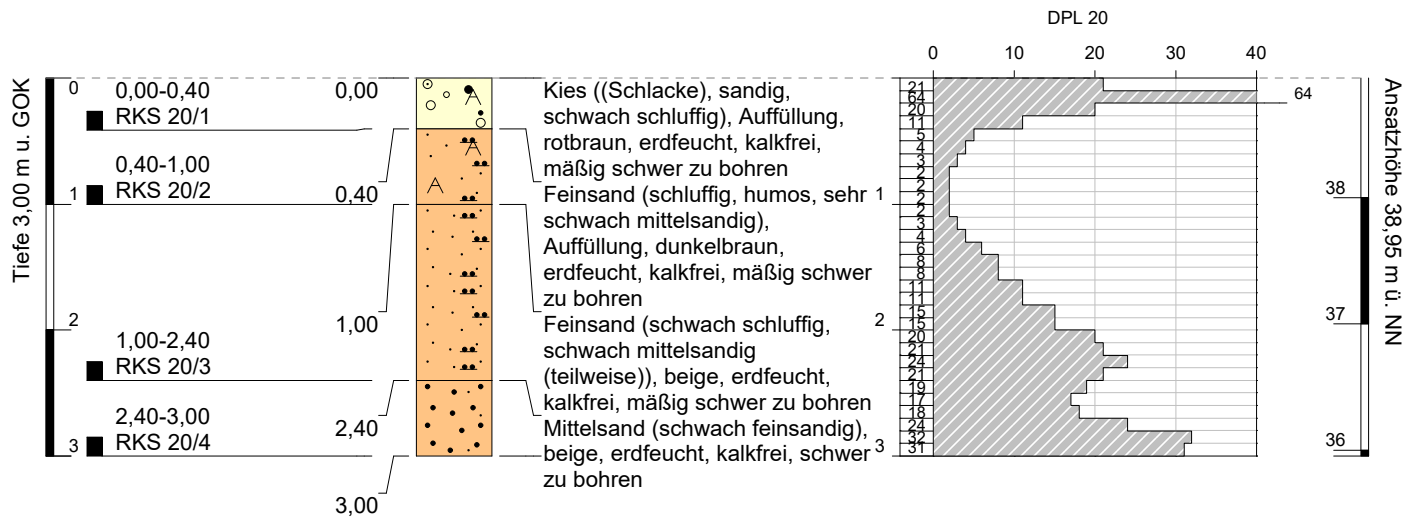 DPL 20
0 10 20 30 40
Tiefe 3,00 m u. GOK
0
1
2
3
0,00-0,40
RKS 20/1
0,40-1,00
RKS 20/2
1,00-2,40
RKS 20/3
2,40-3,00
RKS 20/4
0,00
0,40
1,00
2,40
3,00
Kies ((Schlacke), sandig,
schwach schluffig), Auffüllung,
rotbraun, erdfeucht, kalkfrei,
mäßig schwer zu bohren
Feinsand (schluffig, humos, sehr
schwach mittelsandig),
Auffüllung, dunkelbraun,
erdfeucht, kalkfrei, mäßig schwer
zu bohren
Feinsand (schwach schluffig,
schwach mittelsandig
(teilweise)), beige, erdfeucht,
kalkfrei, mäßig schwer zu bohren
Mittelsand (schwach feinsandig),
beige, erdfeucht, kalkfrei, schwer
zu bohren
1
2
3
21
64
20
11
5
4
3
2
2
2
2
3
4
6
8
8
11
11
15
15
20
21
24
21
19
17
18
24
32
31
64
38
37
36
Ansatzhöhe 38,95 m ü. NN